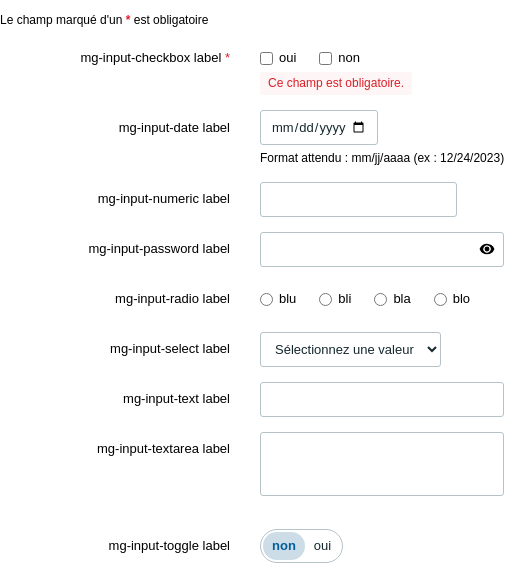 Le champ marqué d'un * est obligatoire
mg-input-checkbox label * oui non
Ce champ est obligatoire.
mg-input-date label mm/dd/yyyy
Format attendu : mm/jj/aaaa (ex : 12/24/2023)
mg-input-numeric label
mg-input-password label
mg-input-radio label blu bli bla blo
mg-input-select label Sélectionnez une valeur
mg-input-text label
mg-input-textarea label
mg-input-toggle label non oui